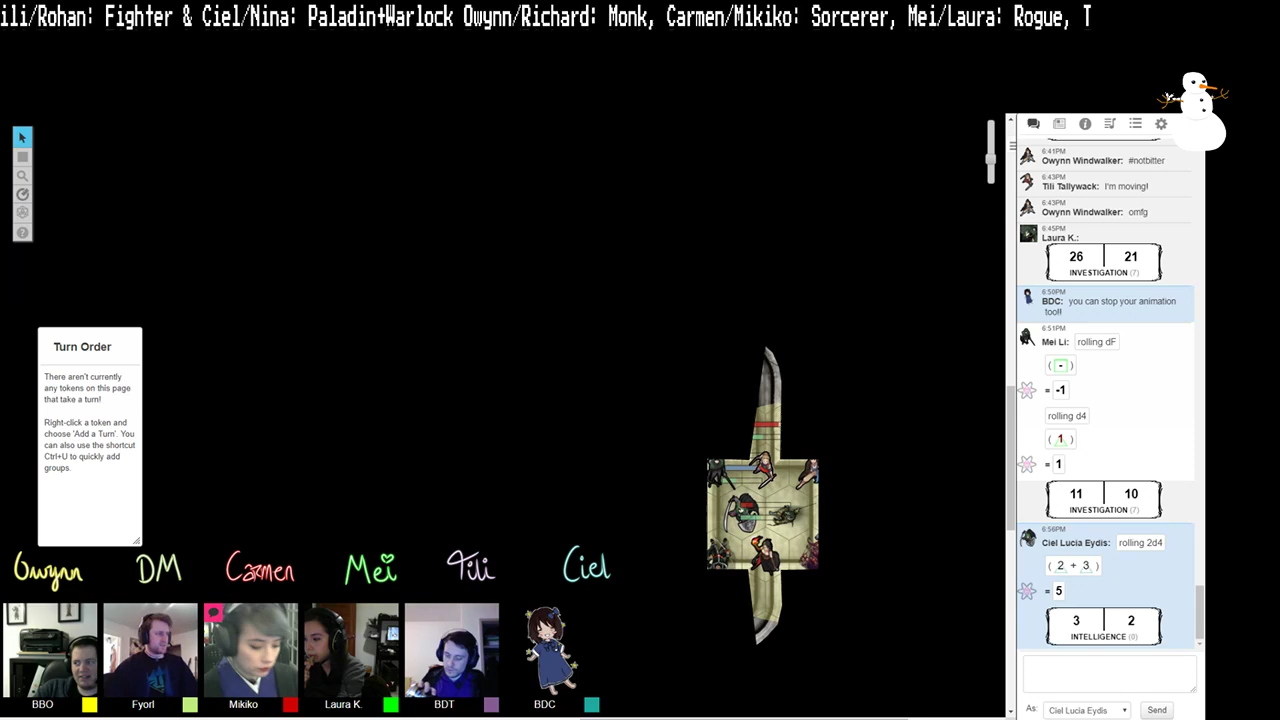 ili/Rohan: Fighter & Ciel/Nina: Paladin+Warlock Owynn/Richard: Monk, Carmen/Mikiko: Sorcerer, Mei/Laura: Rogue, T
6:41PM
Owynn Windwalker: #notbitter
6:43PM
Tili Tallywack: I'm moving!
6:43PM
Owynn Windwalker: omfg
6:45PM
Laura K.:
26 21
INVESTIGATION (7)
6:50PM
BDC: you can stop your animation
too!!
6:51PM
Mei Li: rolling dF
( - )
= -1
rolling d4
( 1 )
= 1
11 10
INVESTIGATION (7)
6:56PM
Ciel Lucia Eydis: rolling 2d4
( 2 + 3 )
= 5
3 2
INTELLIGENCE (0)
As: Ciel Lucia Eydis Send
Turn Order
There aren't currently
any tokens on this page
that take a turn!
Right-click a token and
choose 'Add a Turn'. You
can also use the shortcut
Ctrl+U to quickly add
groups.
Owynn DM Carmen Mei Tili Ciel
BBO Fyorl Mikiko Laura K. BDT BDC